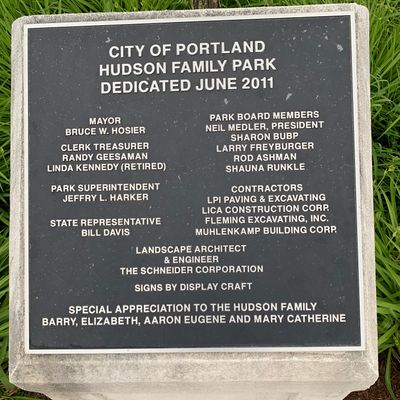 CITY OF PORTLAND
HUDSON FAMILY PARK
DEDICATED JUNE 2011
MAYOR
BRUCE W. HOSIER
CLERK TREASURER
RANDY GEESAMAN
LINDA KENNEDY (RETIRED)
PARK SUPERINTENDENT
JEFFRY L. HARKER
STATE REPRESENTATIVE
BILL DAVIS
PARK BOARD MEMBERS
NEIL MEDLER, PRESIDENT
SHARON BUBP
LARRY FREYBURGER
ROD ASHMAN
SHAUNA RUNKLE
CONTRACTORS
LPI PAVING & EXCAVATING
LICA CONSTRUCTION CORP.
FLEMING EXCAVATING, INC.
MUHLENKAMP BUILDING CORP.
LANDSCAPE ARCHITECT
& ENGINEER
THE SCHNEIDER CORPORATION
SIGNS BY DISPLAY CRAFT
SPECIAL APPRECIATION TO THE HUDSON FAMILY
BARRY, ELIZABETH, AARON EUGENE AND MARY CATHERINE